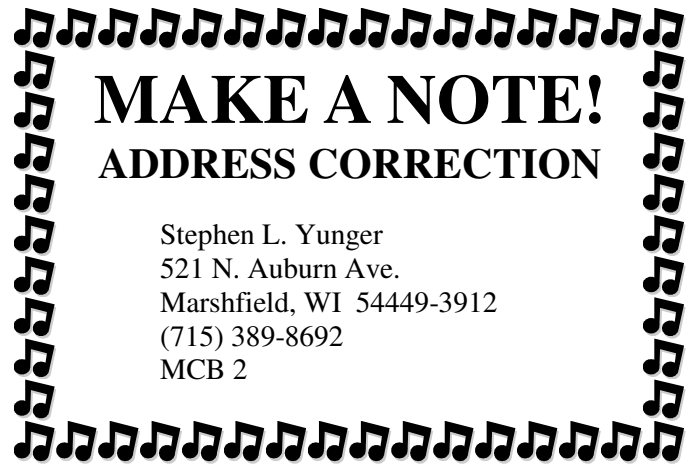 MAKE A NOTE!
ADDRESS CORRECTION
Stephen L. Yunger
521 N. Auburn Ave.
Marshfield, WI  54449-3912
(715) 389-8692
MCB 2